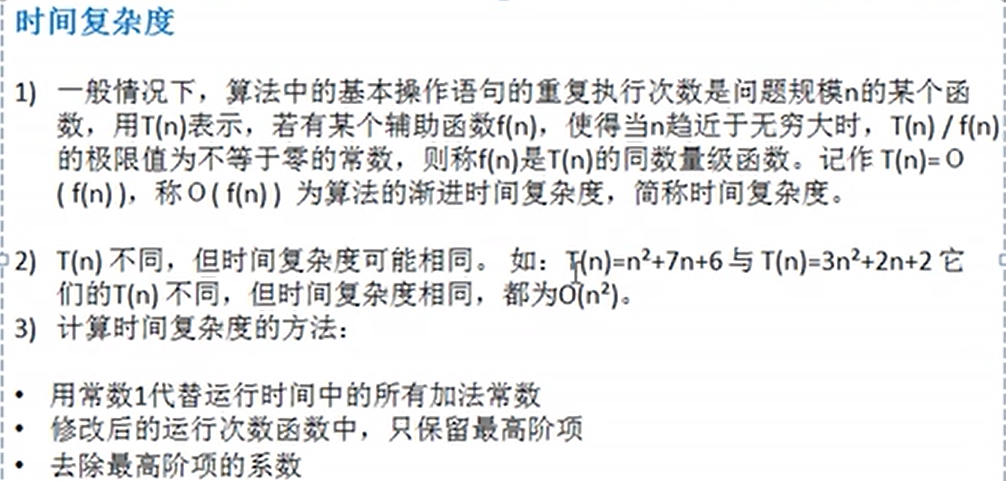 时间复杂度
1) 一般情况下，算法中的基本操作语句的重复执行次数是问题规模n的某个函
数，用T(n)表示，若有某个辅助函数f(n)，使得当n趋近于无穷大时，T(n) / f(n)
的极限值为不等于零的常数，则称f(n)是T(n)的同数量级函数。记作 T(n)=O
( f(n) )，称O( f(n) ) 为算法的渐进时间复杂度，简称时间复杂度。
2) T(n) 不同，但时间复杂度可能相同。 如：T(n)=n²+7n+6 与 T(n)=3n²+2n+2 它
们的T(n) 不同，但时间复杂度相同，都为O(n²)。
3) 计算时间复杂度的方法：
• 用常数1代替运行时间中的所有加法常数
• 修改后的运行次数函数中，只保留最高阶项
• 去除最高阶项的系数